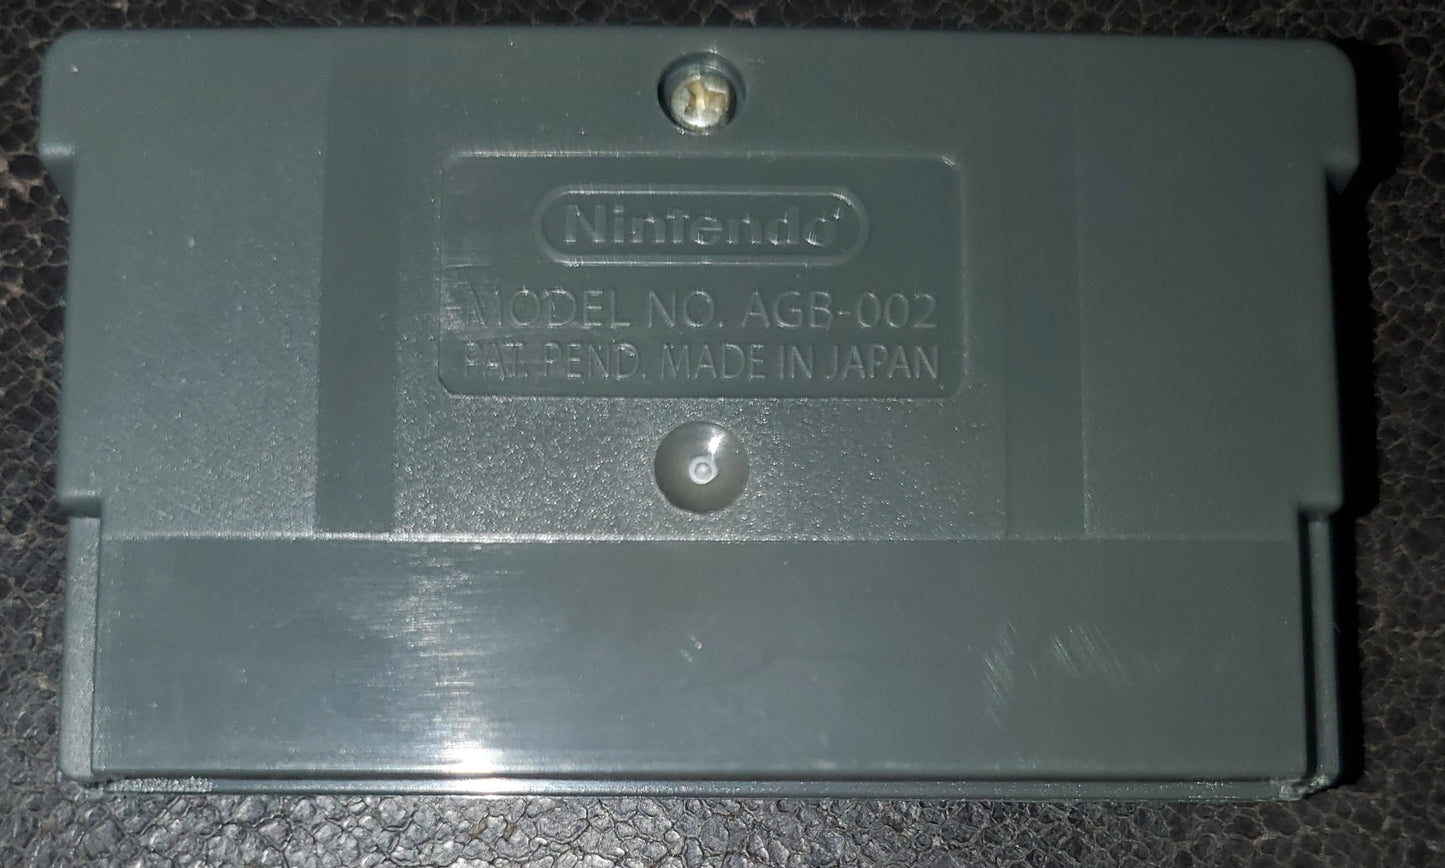 Nintendo
MODEL NO. AGB-002
PAT. PEND. MADE IN JAPAN